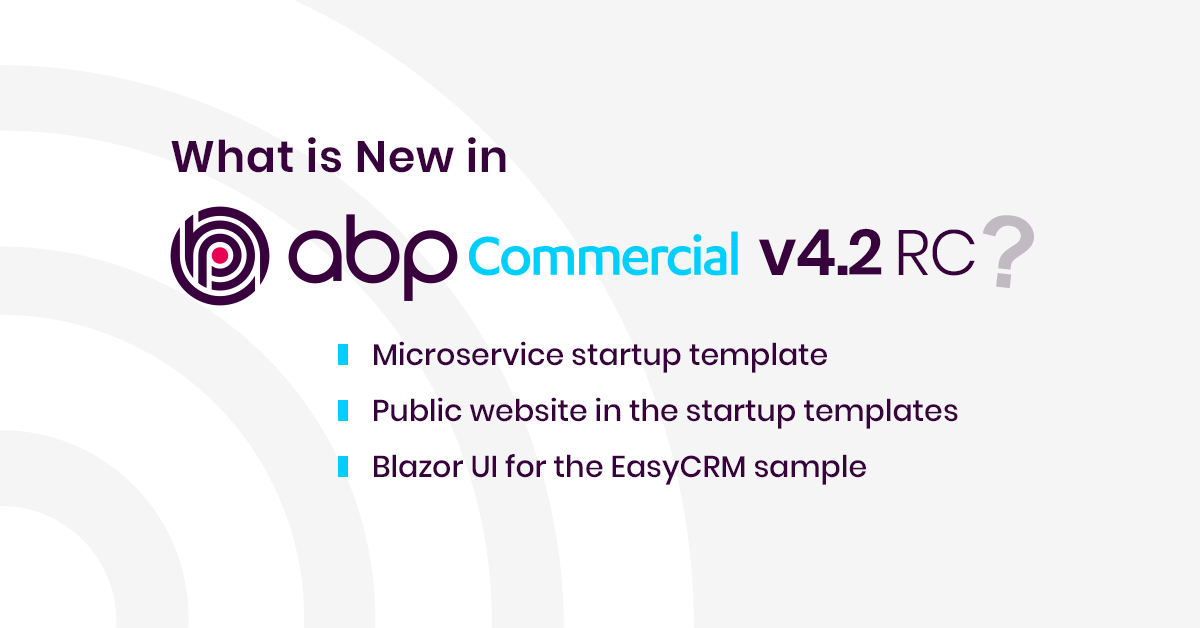 What is New in
abp Commercial v4.2 RC?
Microservice startup template
Public website in the startup templates
Blazor UI for the EasyCRM sample